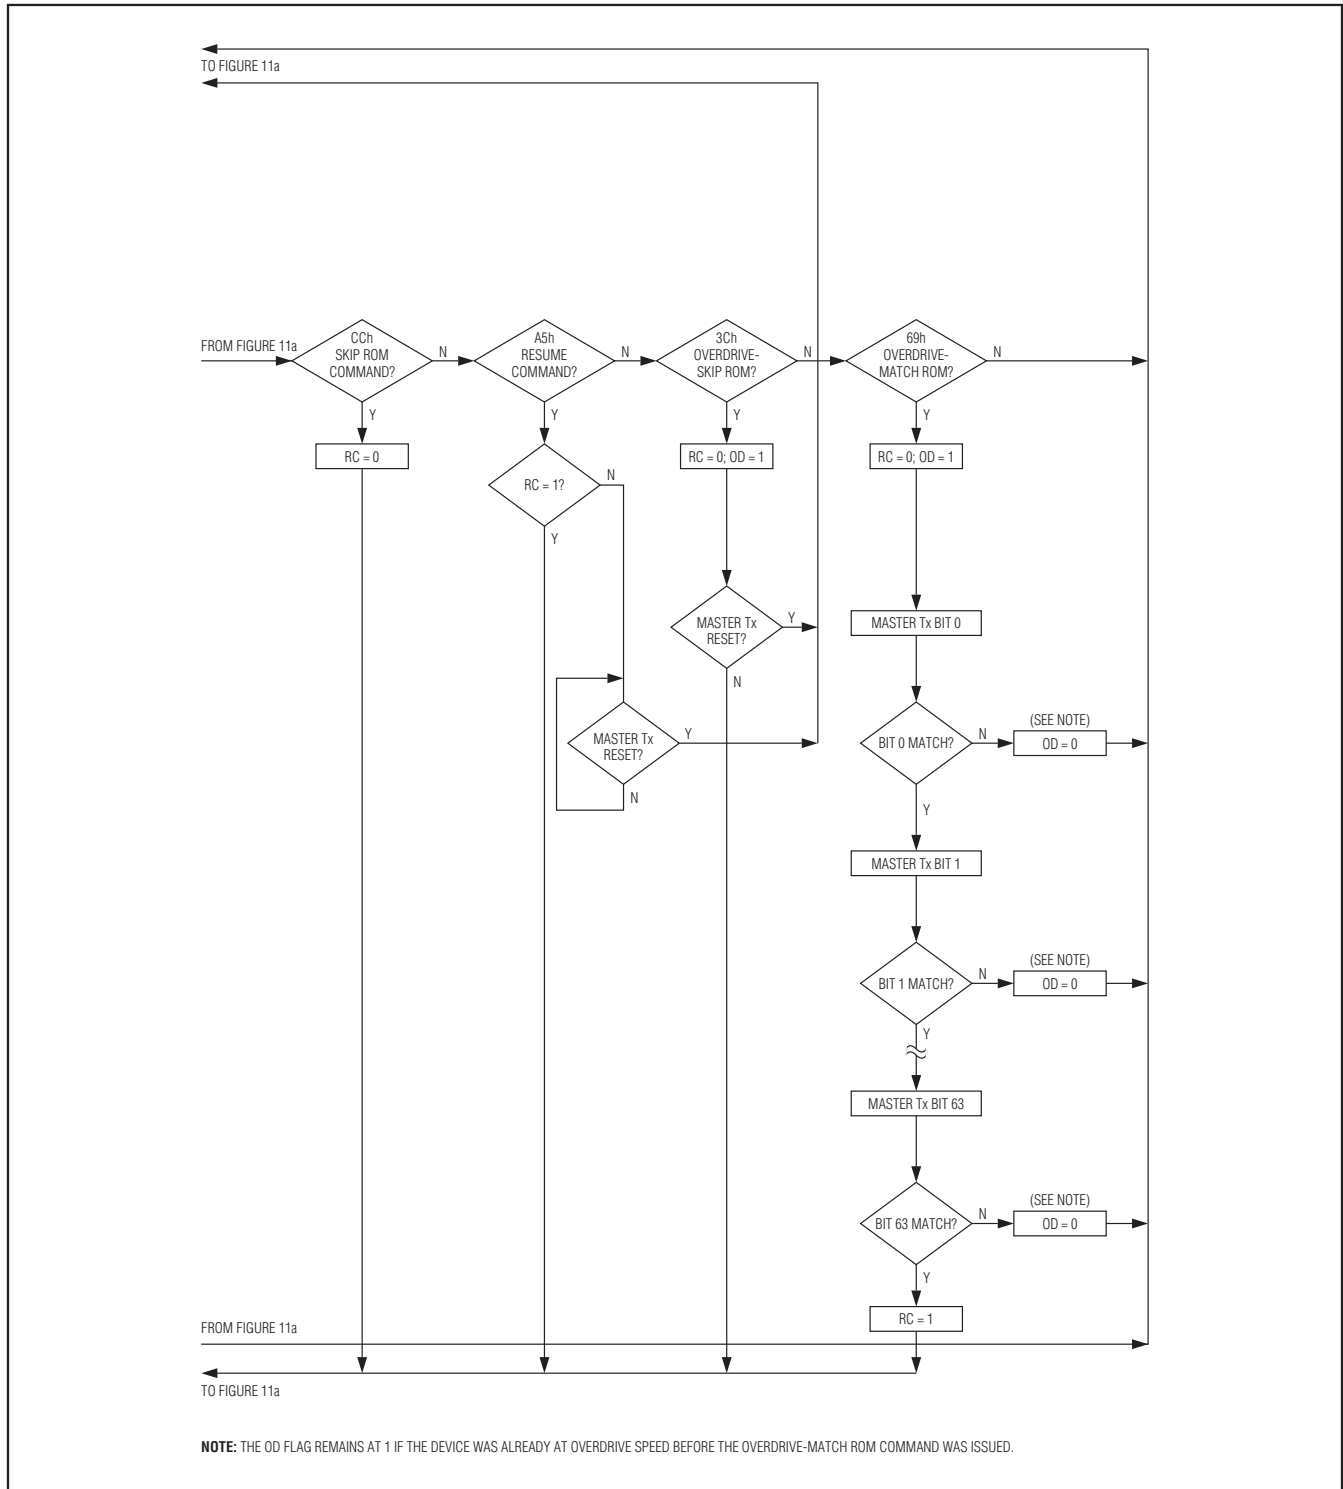 TO FIGURE 11a
FROM FIGURE 11a
CCh
SKIP ROM
COMMAND?
N
A5h
RESUME
COMMAND?
N
3Ch
OVERDRIVE-
SKIP ROM?
N
69h
OVERDRIVE-
MATCH ROM?
N
Y
Y
Y
Y
RC = 0
RC = 1?
N
Y
RC = 0; OD = 1
RC = 0; OD = 1
MASTER Tx
RESET?
Y
N
MASTER Tx BIT 0
MASTER Tx
RESET?
Y
N
BIT 0 MATCH?
N
(SEE NOTE)
OD = 0
Y
MASTER Tx BIT 1
BIT 1 MATCH?
N
(SEE NOTE)
OD = 0
Y
MASTER Tx BIT 63
BIT 63 MATCH?
N
(SEE NOTE)
OD = 0
Y
RC = 1
FROM FIGURE 11a
TO FIGURE 11a
NOTE: THE OD FLAG REMAINS AT 1 IF THE DEVICE WAS ALREADY AT OVERDRIVE SPEED BEFORE THE OVERDRIVE-MATCH ROM COMMAND WAS ISSUED.